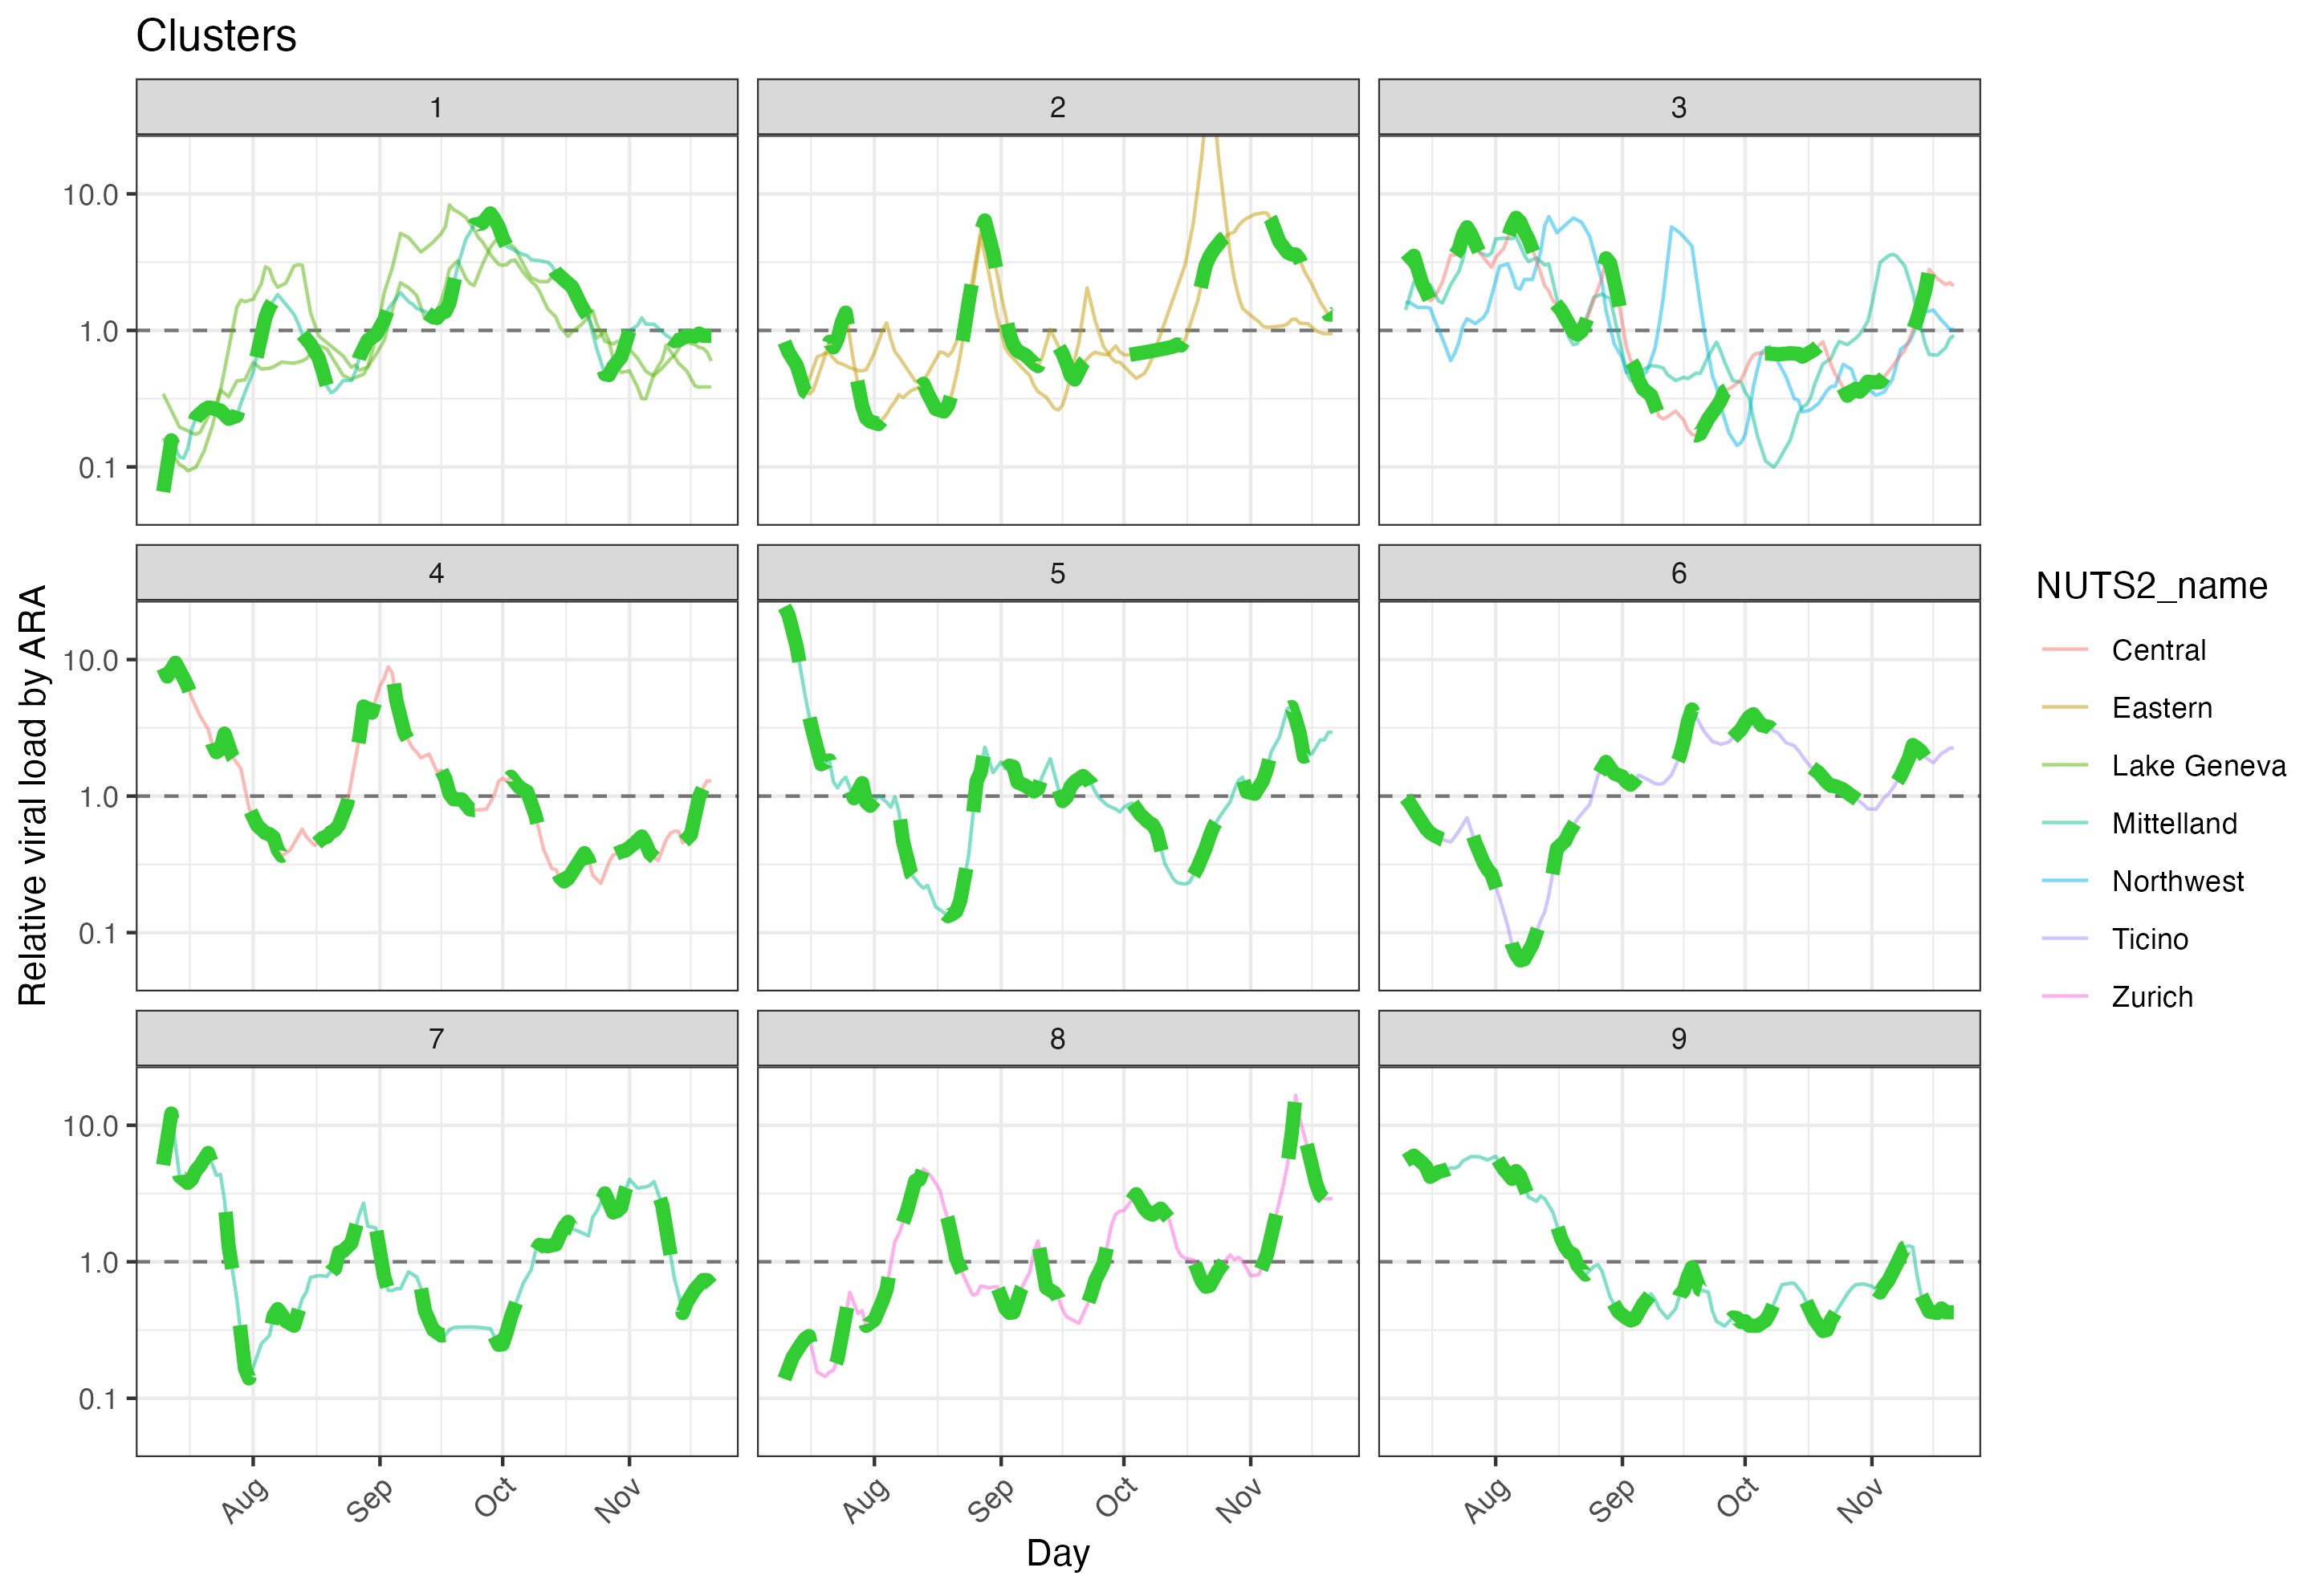 Clusters
1
2
3
10.0
1.0
0.1
4
5
6
10.0
1.0
0.1
7
8
9
10.0
1.0
0.1
Aug
Sep
Oct
Nov
Aug
Sep
Oct
Nov
Aug
Sep
Oct
Nov
Day
Relative viral load by ARA
NUTS2_name
Central
Eastern
Lake Geneva
Mittelland
Northwest
Ticino
Zurich